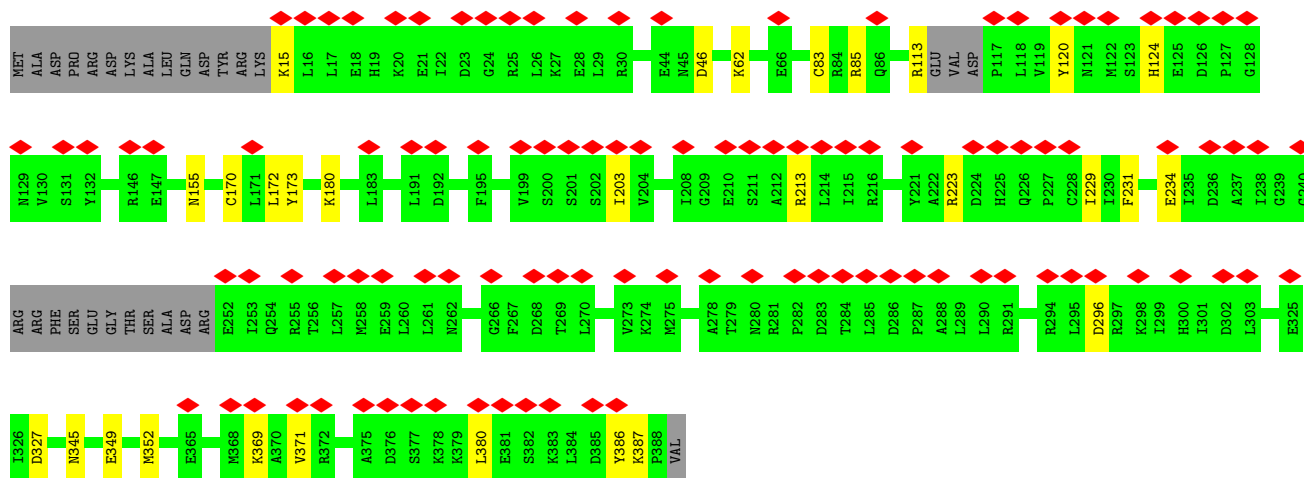 MET ALA ASP PRO ARG ASP LYS ALA LEU GLN ASP TYR ARG LYS K15 L16 L17 E18 H19 K20 E21 I22 D23 G24 R25 L26 K27 E28 L29 R30 E44 N45 D46 K62 E66 C83 R84 R85 Q86 R113 GLU VAL ASP P117 L118 V119 Y120 N121 M122 S123 H124 E125 D126 P127 G128
N129 V130 S131 Y132 R146 E147 N155 C170 L171 L172 Y173 K180 L183 L191 D192 F195 V199 S200 S201 S202 I203 V204 I208 G209 E210 S211 A212 R213 L214 I215 R216 Y221 A222 R223 D224 H225 Q226 P227 C228 I229 I230 F231 E234 I235 D236 A237 I238 G239 G240
ARG ARG PHE SER GLU GLY THR SER ALA ASP ARG E252 I253 Q254 R255 T256 L257 M258 E259 L260 L261 N262 G266 F267 D268 T269 L270 V273 K274 M275 A278 T279 N280 R281 P282 D283 T284 L285 D286 P287 A288 L289 L290 R291 R294 L295 D296 R297 K298 I299 H300 I301 D302 L303 E325
I326 D327 N345 E349 M352 E365 M368 K369 A370 V371 R372 A375 D376 S377 K378 K379 L380 E381 S382 K383 L384 D385 Y386 K387 P388 VAL